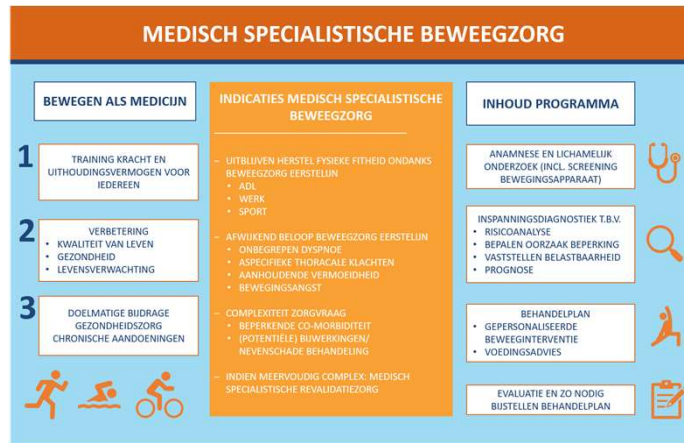 MEDISCH SPECIALISTISCHE BEWEEGZORG
BEWEGEN ALS MEDICIJN
1
TRAINING KRACHT EN
UITHOUDINGSVERMOGEN VOOR
IEDEREEN
2
VERBETERING
• KWALITEIT VAN LEVEN
• GEZONDHEID
• LEVENSVERWACHTING
3
DOELMATIGE BIJDRAGE
GEZONDHEIDSZORG
CHRONISCHE AANDOENINGEN
INDICATIES MEDISCH SPECIALISTISCHE
BEWEEGZORG
– UITBLIJVEN HERSTEL FYSIEKE FITHEID ONDANKS
BEWEEGZORG EERSTELIJN
• ADL
• WERK
• SPORT
– AFWIJKEND BELOOP BEWEEGZORG EERSTELIJN
• ONBEGREPEN DYSPNOE
• ASPECIFIEKE THORACALE KLACHTEN
• AANHOUDENDE VERMOEIDHEID
• BEWEGINGSANGST
– COMPLEXITEIT ZORGVRAAG
• BEPERKENDE CO-MORBIDITEIT
• (POTENTIËLE) BIJWERKINGEN/
NEVENSCHADE BEHANDELING
– INDIEN MEERVOUDIG COMPLEX: MEDISCH
SPECIALISTISCHE REVALIDATIEZORG
INHOUD PROGRAMMA
ANAMNESE EN LICHAMELIJK
ONDERZOEK (INCL. SCREENING
BEWEGINGSAPPARAAT)
INSPANNINGSDIAGNOSTIEK T.B.V.
• RISICOANALYSE
• BEPALEN OORZAAK BEPERKING
• VASTSTELLEN BELASTBAARHEID
• PROGNOSE
BEHANDELPLAN
• GEPERSONALISEERDE
BEWEEGINTERVENTIE
• VOEDINGSADVIES
EVALUATIE EN ZO NODIG
BIJSTELLEN BEHANDELPLAN